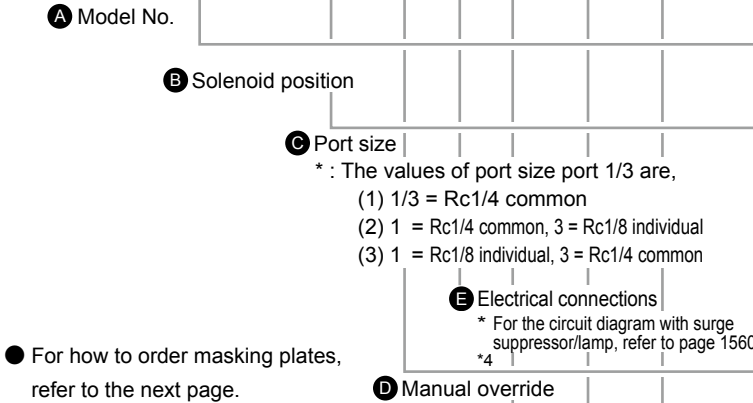 A Model No.
B Solenoid position
C Port size
* : The values of port size port 1/3 are,
(1) 1/3 = Rc1/4 common
(2) 1 = Rc1/4 common, 3 = Rc1/8 individual
(3) 1 = Rc1/8 individual, 3 = Rc1/4 common
E Electrical connections
* For the circuit diagram with surge
suppressor/lamp, refer to page 1560
*4
● For how to order masking plates,
refer to the next page.
D Manual override